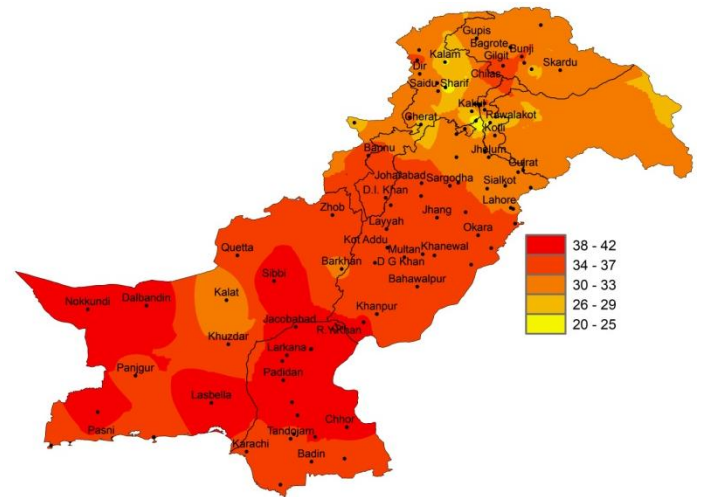 Gupis
Bagrote
Kalam
Gilgit
Bunji
Dir
Skardu
Chilas
Saidu Sharif
Kakul
Cherat
Rawalakot
Kotli
Bannu
Jhelum
Gujrat
Joharabad
Sargodha
Sialkot
D.I. Khan
Zhob
Lahore
Jhang
Layyah
Okara
Kot Addu
Quetta
Multan
Khanewal
Barkhan
D G Khan
Sibbi
Bahawalpur
Nokkundi
Dalbandin
Kalat
Khanpur
Jacobabad
R. Y. Khan
Khuzdar
Larkana
Panjgur
Padidan
Lasbella
Chhor
Pasni
Tandojam
Karachi
Badin
38 - 42
34 - 37
30 - 33
26 - 29
20 - 25